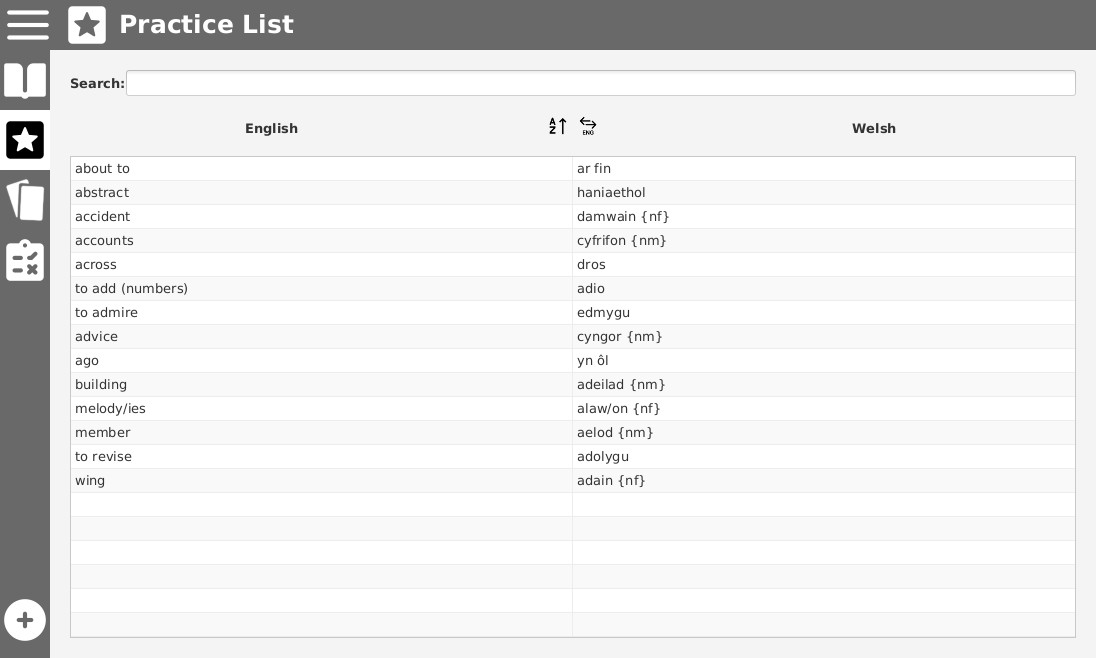 Practice List
Search:
English A Z ENG Welsh
about to ar fin
abstract haniaethol
accident damwain {nf}
accounts cyfrifon {nm}
across dros
to add (numbers) adio
to admire edmygu
advice cyngor {nm}
ago yn ôl
building adeilad {nm}
melody/ies alaw/on {nf}
member aelod {nm}
to revise adolygu
wing adain {nf}